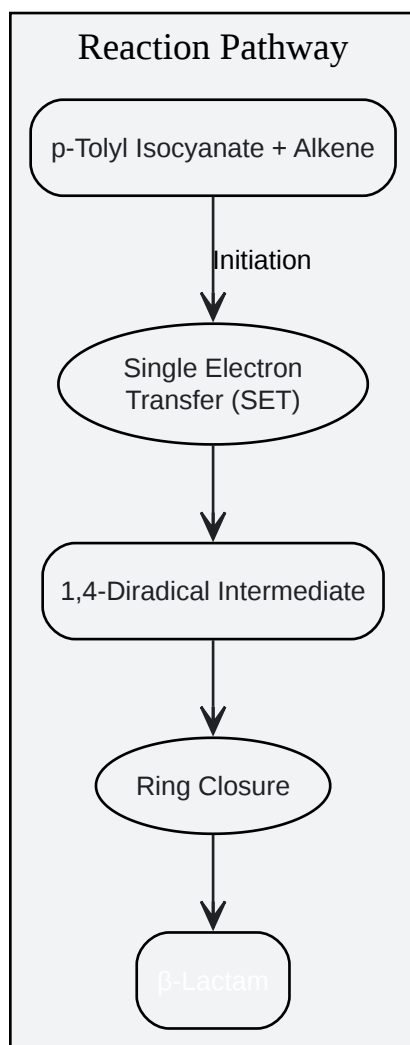 Reaction Pathway
p-Tolyl Isocyanate + Alkene
Initiation
Single Electron
Transfer (SET)
1,4-Diradical Intermediate
Ring Closure
β-Lactam